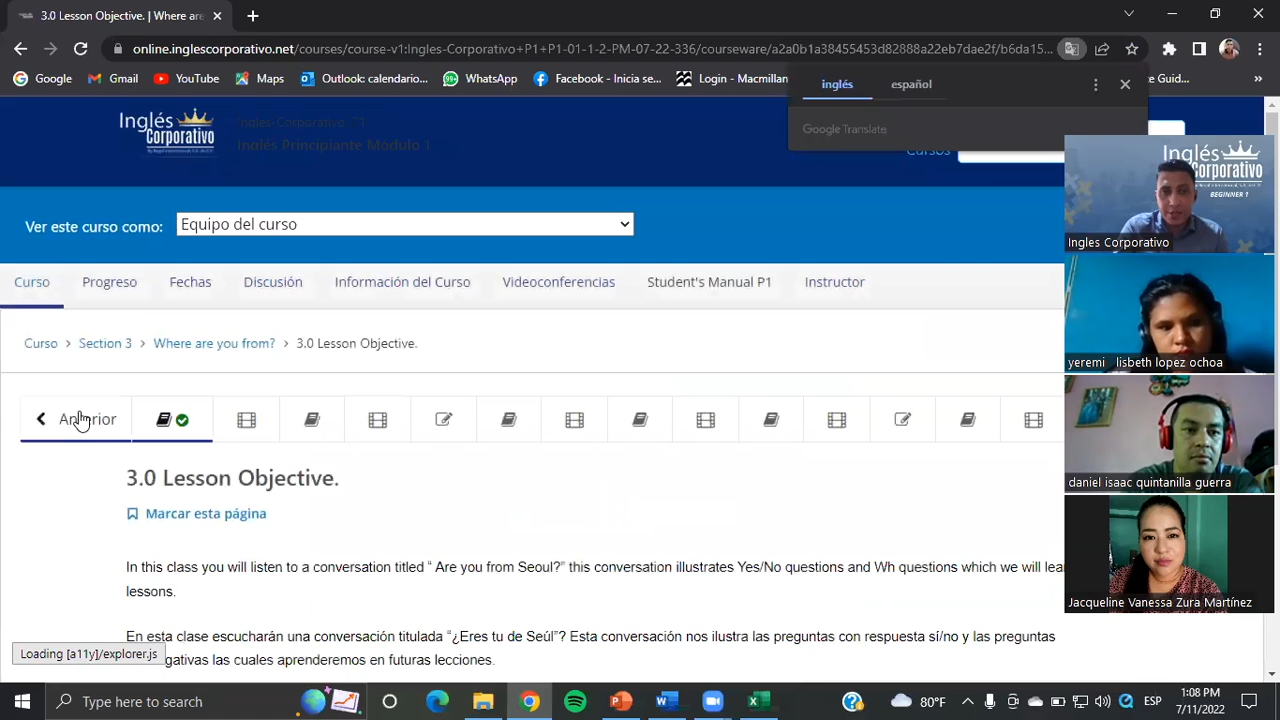 3.0 Lesson Objective. | Where are
online.inglescorporativo.net/courses/course-v1:Ingles-Corporativo+P1+P1-01-1-2-PM-07-22-336/courseware/a2a0b1a38455453d82888a22eb7dae2f/b6da15...
Google
Gmail
YouTube
Maps
Outlook: calendario...
WhatsApp
Facebook - Inicia se...
Login - Macmillan
inglés español
Google Translate
Inglés Corporativo
Ingles-Corporativo: P1
Inglés Principiante Módulo 1
Cursos
Ver este curso como: Equipo del curso
Curso Progreso Fechas Discusión Información del Curso Videoconferencias Student's Manual P1 Instructor
Curso > Section 3 > Where are you from? > 3.0 Lesson Objective.
Anterior
3.0 Lesson Objective.
Marcar esta página
In this class you will listen to a conversation titled “ Are you from Seoul?” this conversation illustrates Yes/No questions and Wh questions which we will lear
lessons.
En esta clase escucharán una conversación titulada “¿Eres tu de Seúl”? Esta conversación nos ilustra las preguntas con respuesta sí/no y las preguntas
gativas las cuales aprenderemos en futuras lecciones.
Loading [a11y]/explorer.js
Inglés Corporativo
BEGINNER 1
Ingles Corporativo
yeremi lisbeth lopez ochoa
daniel isaac quintanilla guerra
Jacqueline Vanessa Zura Martínez
Type here to search
80°F
ESP
1:08 PM
7/11/2022